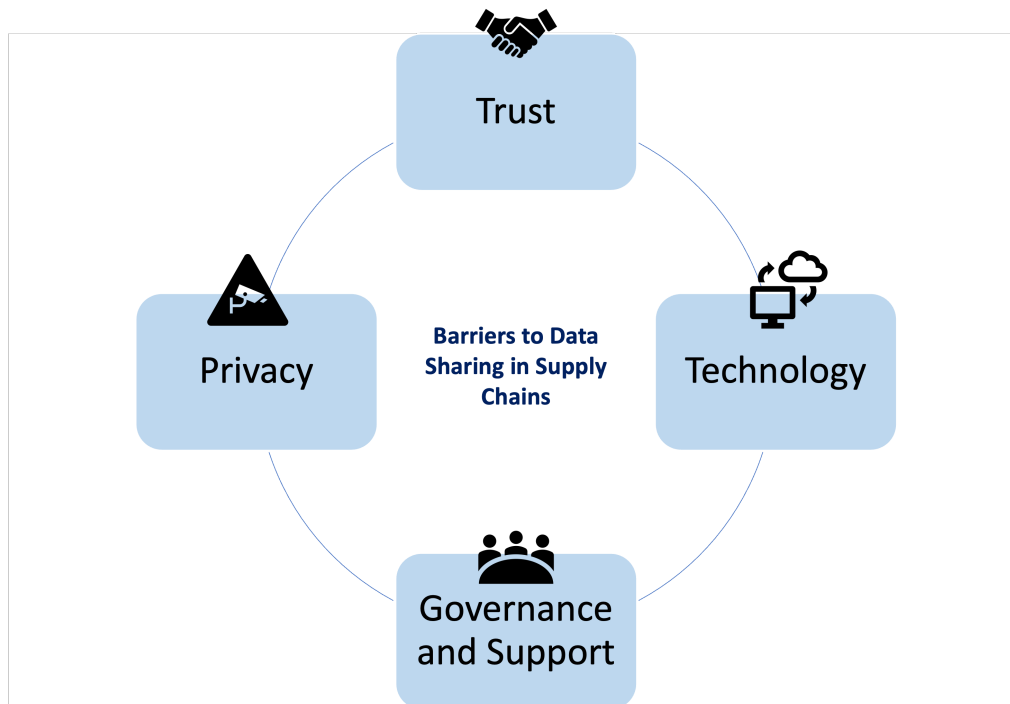 Trust
Privacy
Barriers to Data
Sharing in Supply
Chains
Technology
Governance
and Support